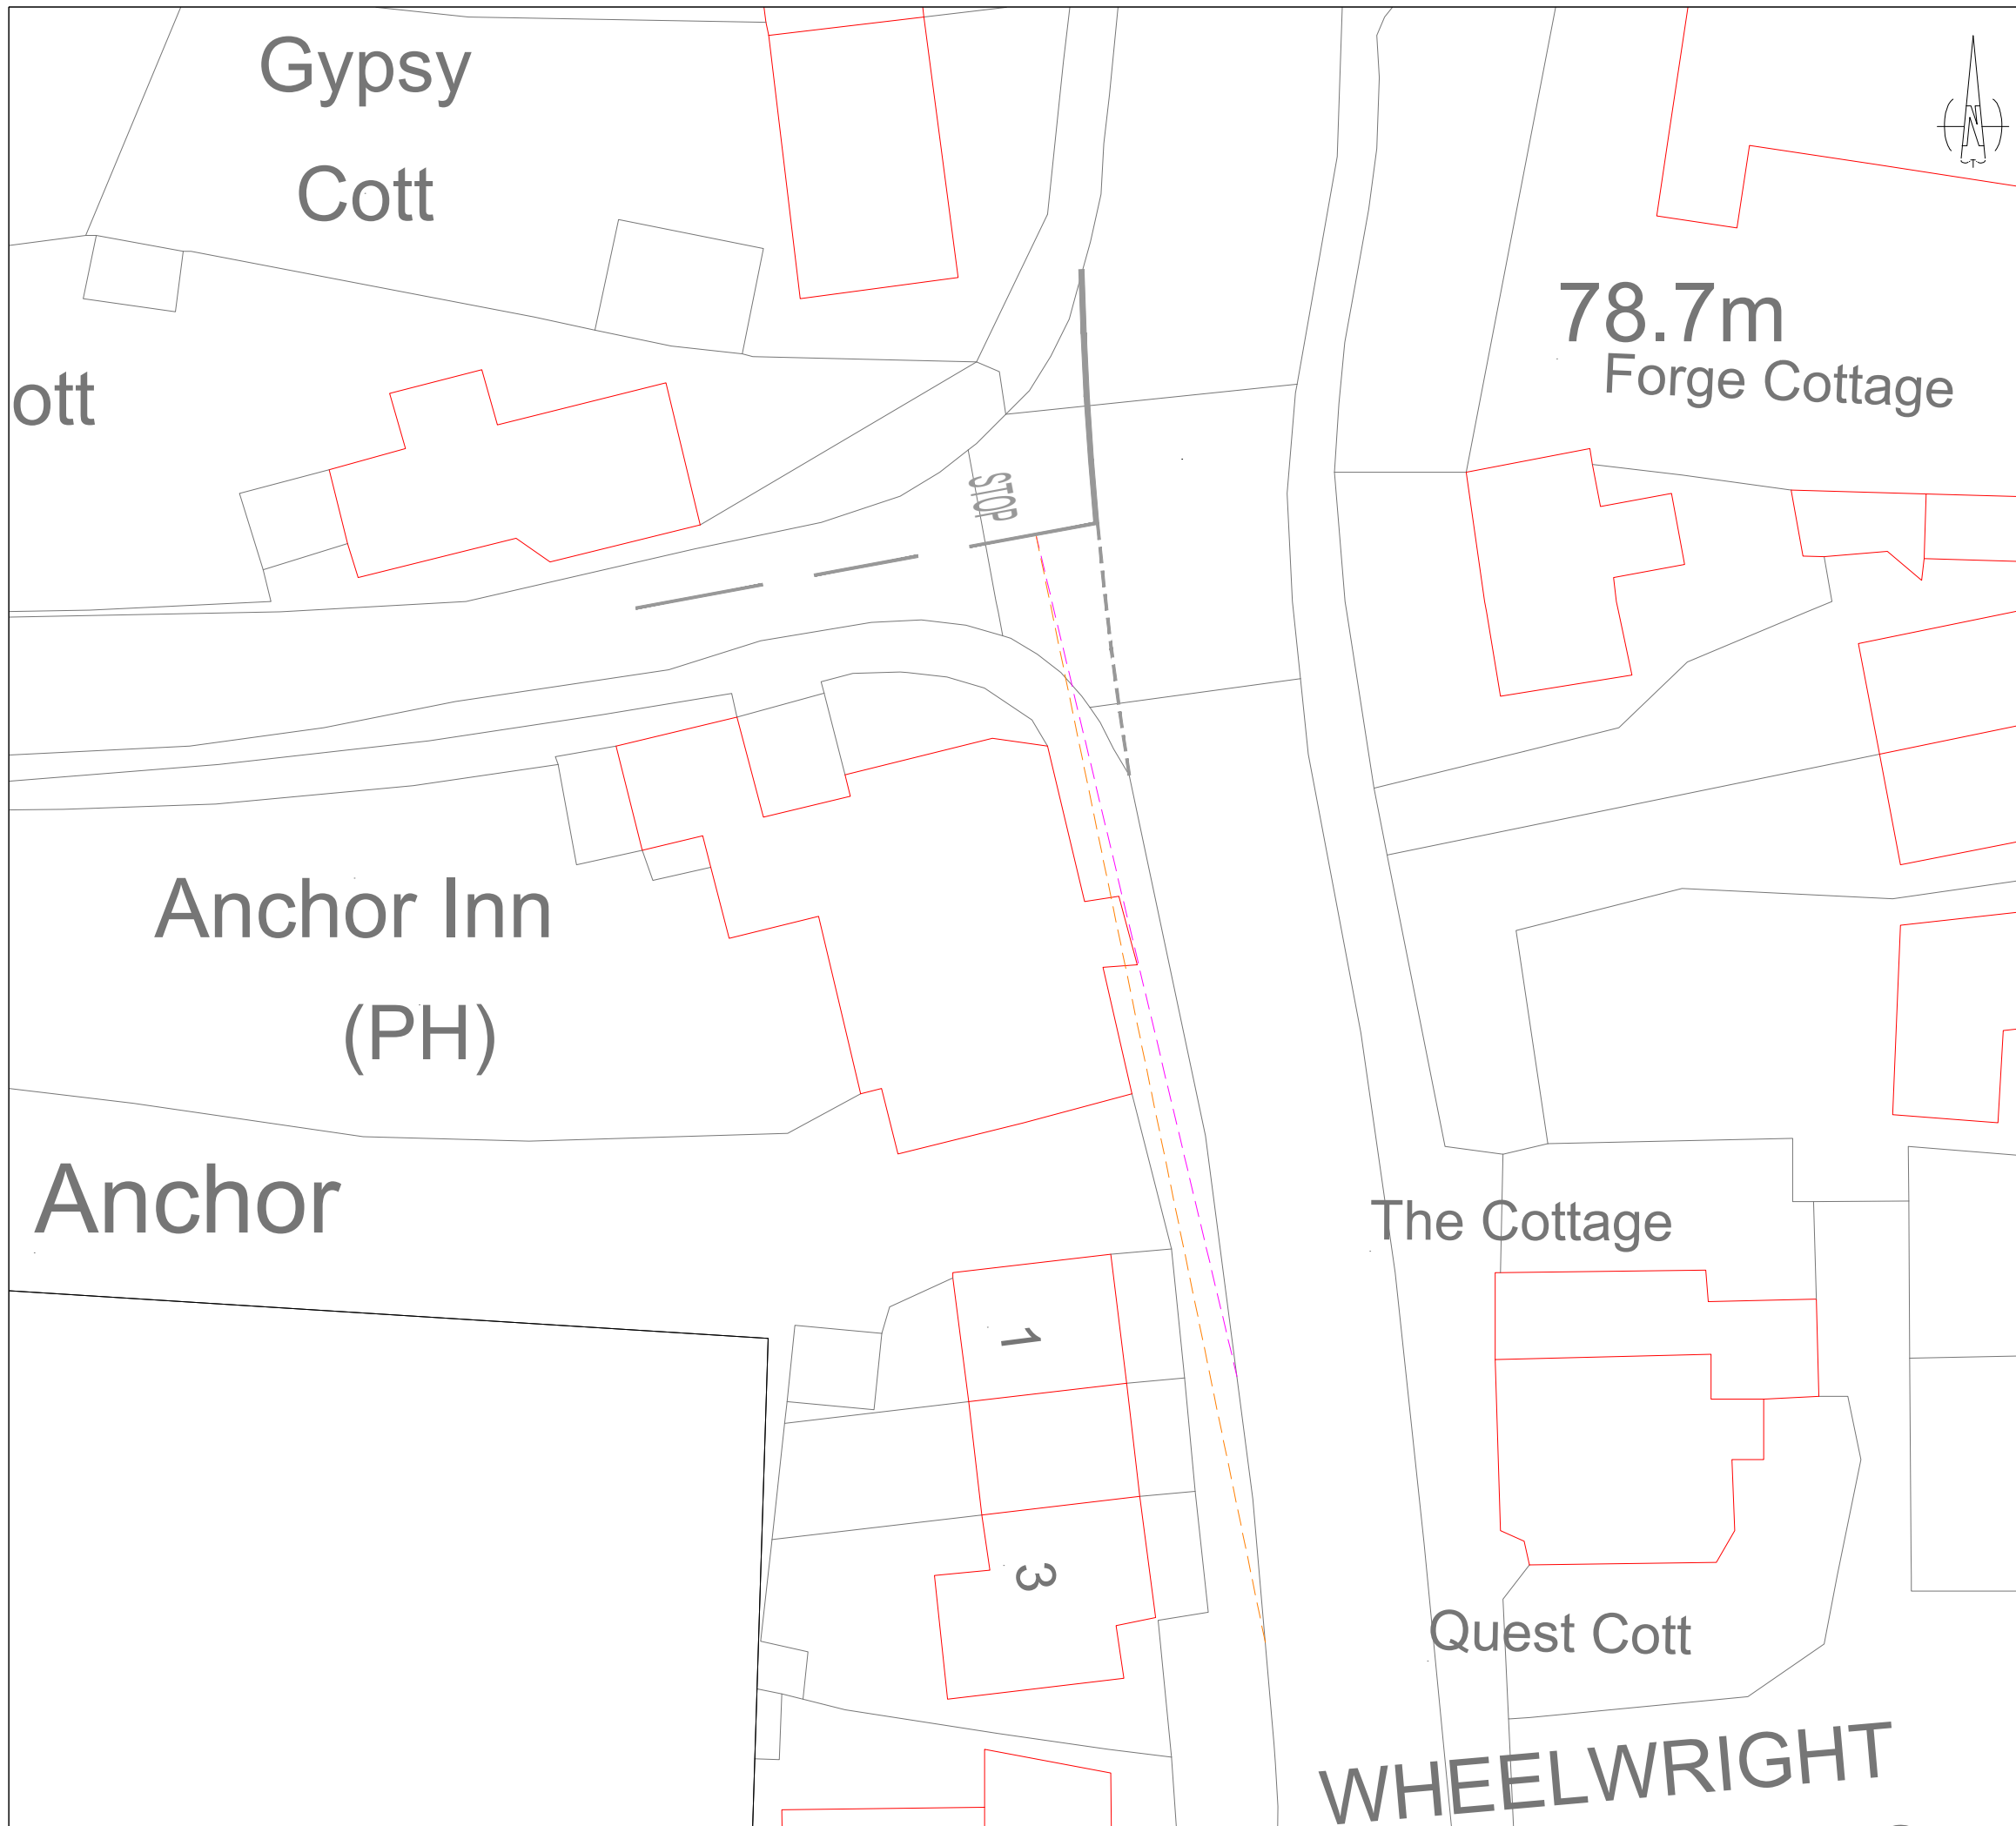 Gypsy
Cott
N
78.7m
Forge Cottage
ott
STOP
Anchor Inn
(PH)
Anchor
The Cottage
1
3
Quest Cott
WHEELWRIGHT